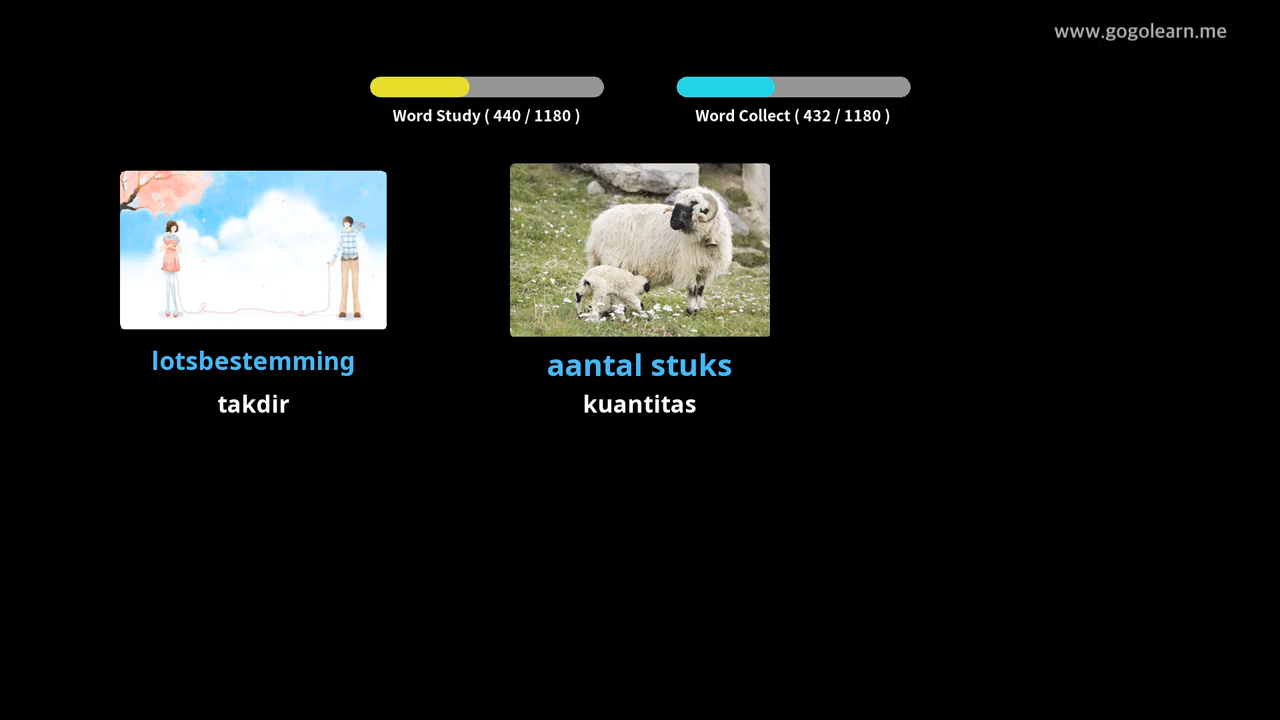 www.gogolearn.me
Word Study ( 440 / 1180 )
Word Collect ( 432 / 1180 )
lotsbestemming
takdir
aantal stuks
kuantitas